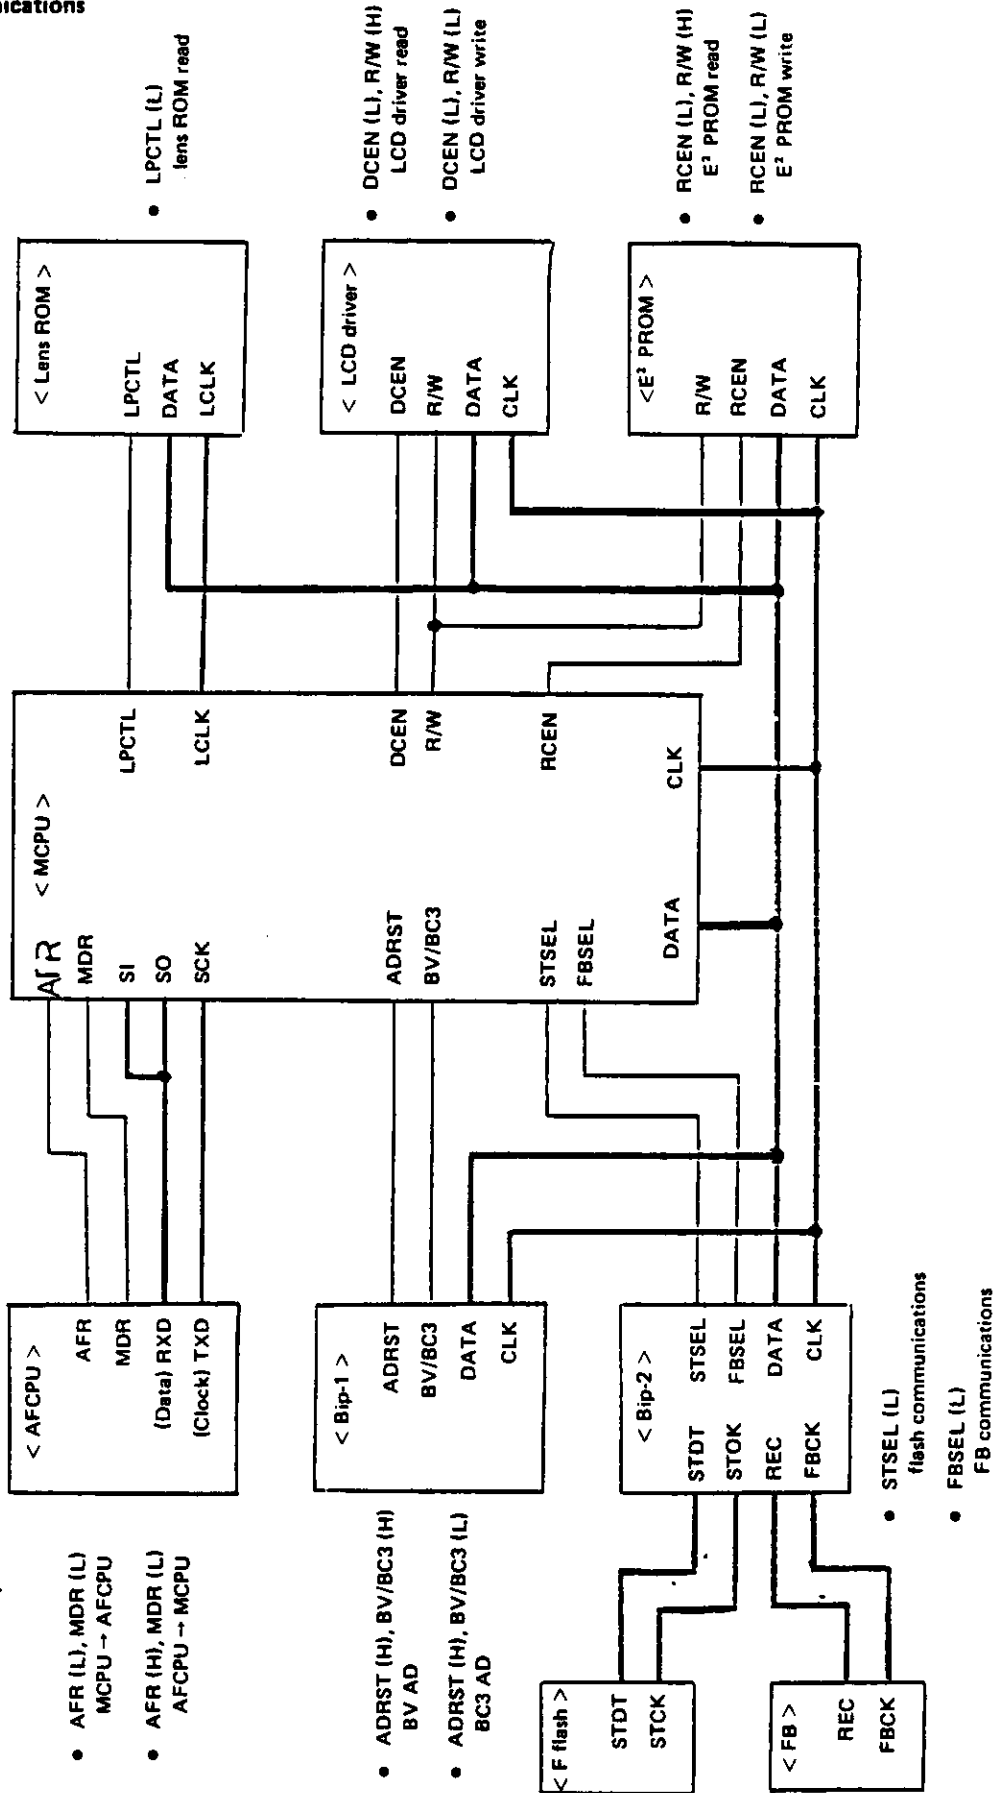 nications
• AFR (L), MDR (L)
MCPU → AFCPU
• AFR (H), MDR (L)
AFCPU → MCPU
< AFCPU >
AFR
MDR
(Data) RXD
(Clock) TXD
< MCPU >
AFR
MDR
SI
SO
SCK
ADRST
BV/BC3
STSEL
FBSEL
DATA
LPCTL
LCLK
DCEN
R/W
RCEN
CLK
< Lens ROM >
LPCTL
DATA
LCLK
• LPCTL (L)
lens ROM read
• ADRST (H), BV/BC3 (H)
BV AD
• ADRST (H), BV/BC3 (L)
BC3 AD
< Bip-1 >
ADRST
BV/BC3
DATA
CLK
< LCD driver >
DCEN
R/W
DATA
CLK
• DCEN (L), R/W (H)
LCD driver read
• DCEN (L), R/W (L)
LCD driver write
< F flash >
STDT
STCK
< FB >
REC
FBCK
< Bip-2 >
STDT
STOK
REC
FBCK
STSEL
FBSEL
DATA
CLK
• STSEL (L)
flash communications
• FBSEL (L)
FB communications
<E² PROM >
R/W
RCEN
DATA
CLK
• RCEN (L), R/W (H)
E² PROM read
• RCEN (L), R/W (L)
E² PROM write